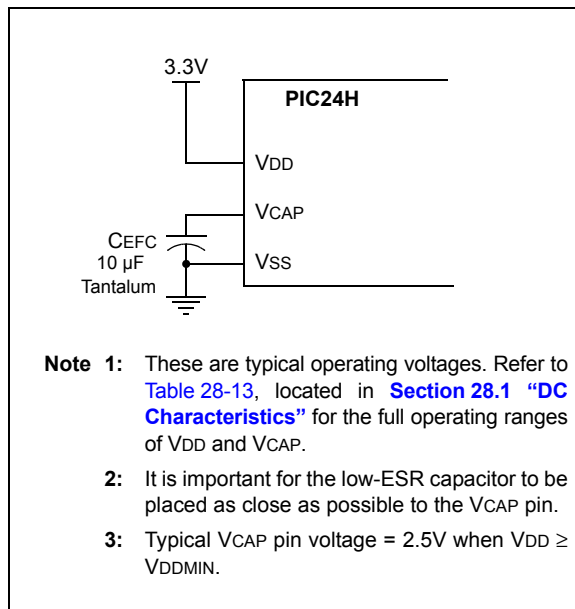 3.3V
PIC24H
VDD
VCAP
CEFC
10 µF
Tantalum
VSS
Note 1: These are typical operating voltages. Refer to
Table 28-13, located in Section 28.1 “DC
Characteristics” for the full operating ranges
of VDD and VCAP.
2: It is important for the low-ESR capacitor to be
placed as close as possible to the VCAP pin.
3: Typical VCAP pin voltage = 2.5V when VDD ≥
VDDMIN.